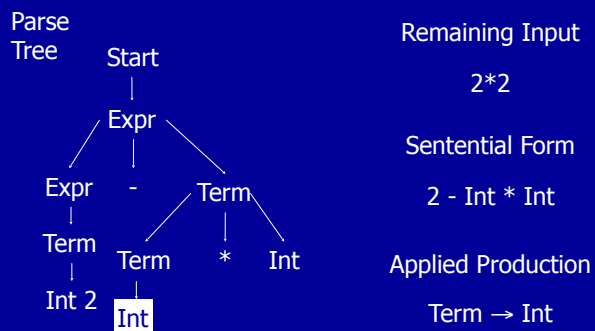 Parse
Tree
Start
Expr
Expr - Term
Term Term * Int
Int 2
Int
Remaining Input
2*2
Sentential Form
2 - Int * Int
Applied Production
Term → Int